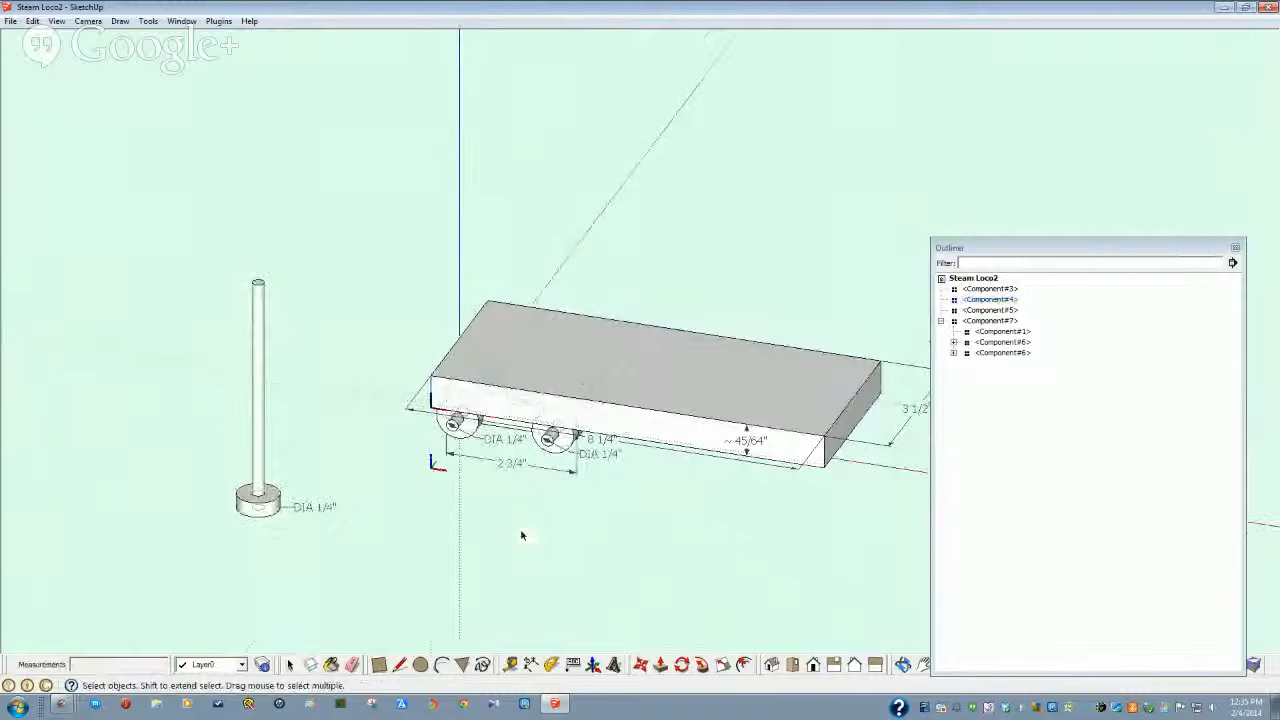 Steam Loco2 - SketchUp
File Edit View Camera Draw Tools Window Plugins Help
Google+
Outliner
Filter:
Steam Loco2
<Component#3>
<Component#4>
<Component#5>
<Component#7>
<Component#1>
<Component#6>
<Component#6>
3 1/2"
DIA 1/4" 8 1/4" ~ 45/64"
DIA 1/4"
2 3/4"
DIA 1/4"
Measurements Layer0
Select objects. Shift to extend select. Drag mouse to select multiple.
12:35 PM
2/4/2014